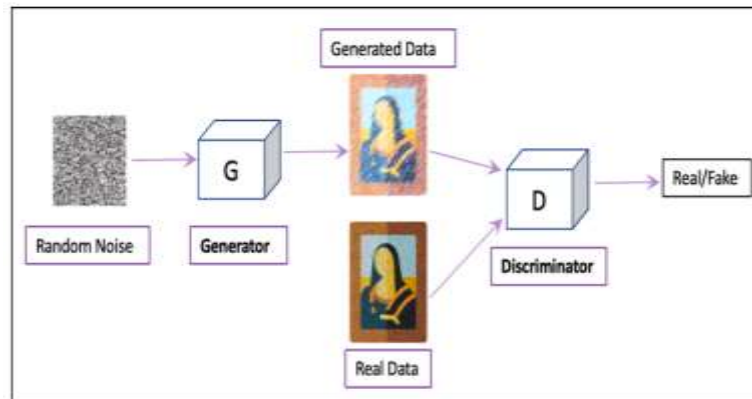 Generated Data
G
D
Real/Fake
Random Noise
Generator
Discriminator
Real Data